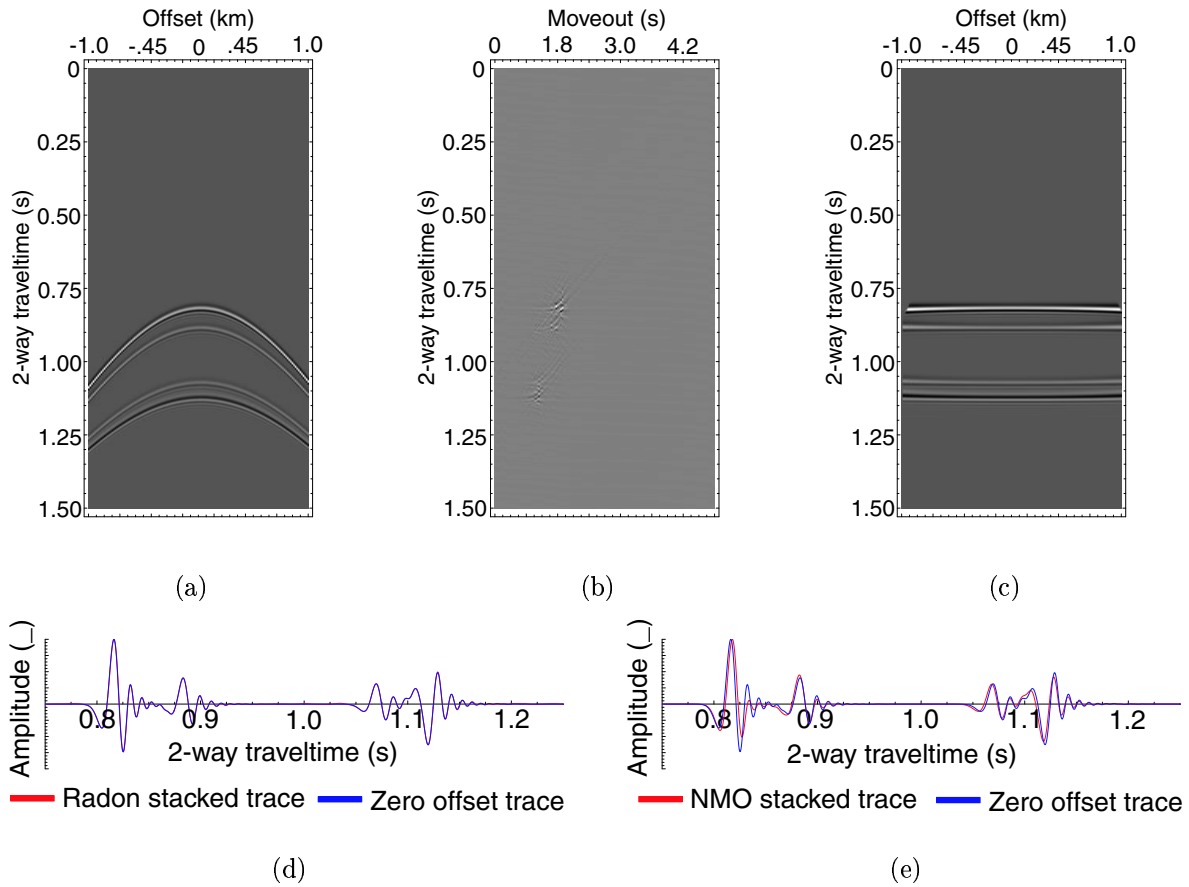 Offset (km)
-1.0 -.45 0 .45 1.0
0
0.25
0.50
0.75
1.00
1.25
1.50
2-way traveltime (s)
(a)
Moveout (s)
0 1.8 3.0 4.2
0
0.25
0.50
0.75
1.00
1.25
1.50
2-way traveltime (s)
(b)
Offset (km)
-1.0 -.45 0 .45 1.0
0
0.25
0.50
0.75
1.00
1.25
1.50
2-way traveltime (s)
(c)
Amplitude (_)
0.8 0.9 1.0 1.1 1.2
2-way traveltime (s)
Radon stacked trace Zero offset trace
(d)
Amplitude (_)
0.8 0.9 1.0 1.1 1.2
2-way traveltime (s)
NMO stacked trace Zero offset trace
(e)